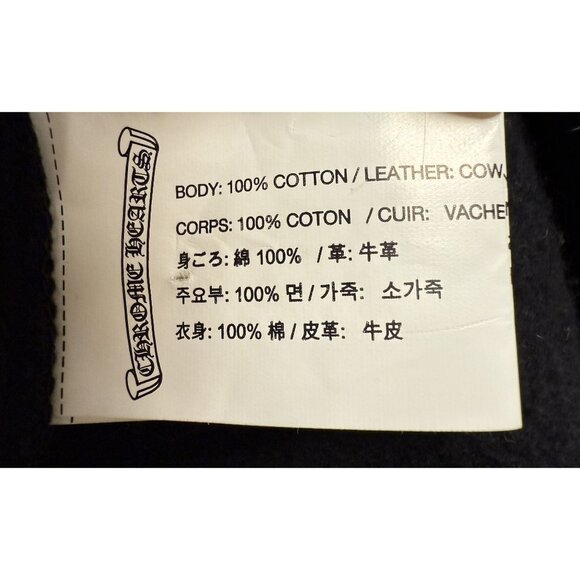 CHROME HEARTS
BODY: 100% COTTON / LEATHER: COW
CORPS: 100% COTON / CUIR: VACHE
身ごろ: 綿 100% / 革: 牛革
주요부: 100% 면 / 가죽: 소가죽
衣身: 100% 棉 / 皮革: 牛皮